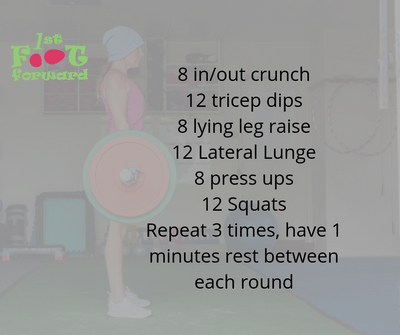 1st
FOOT
forward
8 in/out crunch
12 tricep dips
8 lying leg raise
12 Lateral Lunge
8 press ups
12 Squats
Repeat 3 times, have 1
minutes rest between
each round